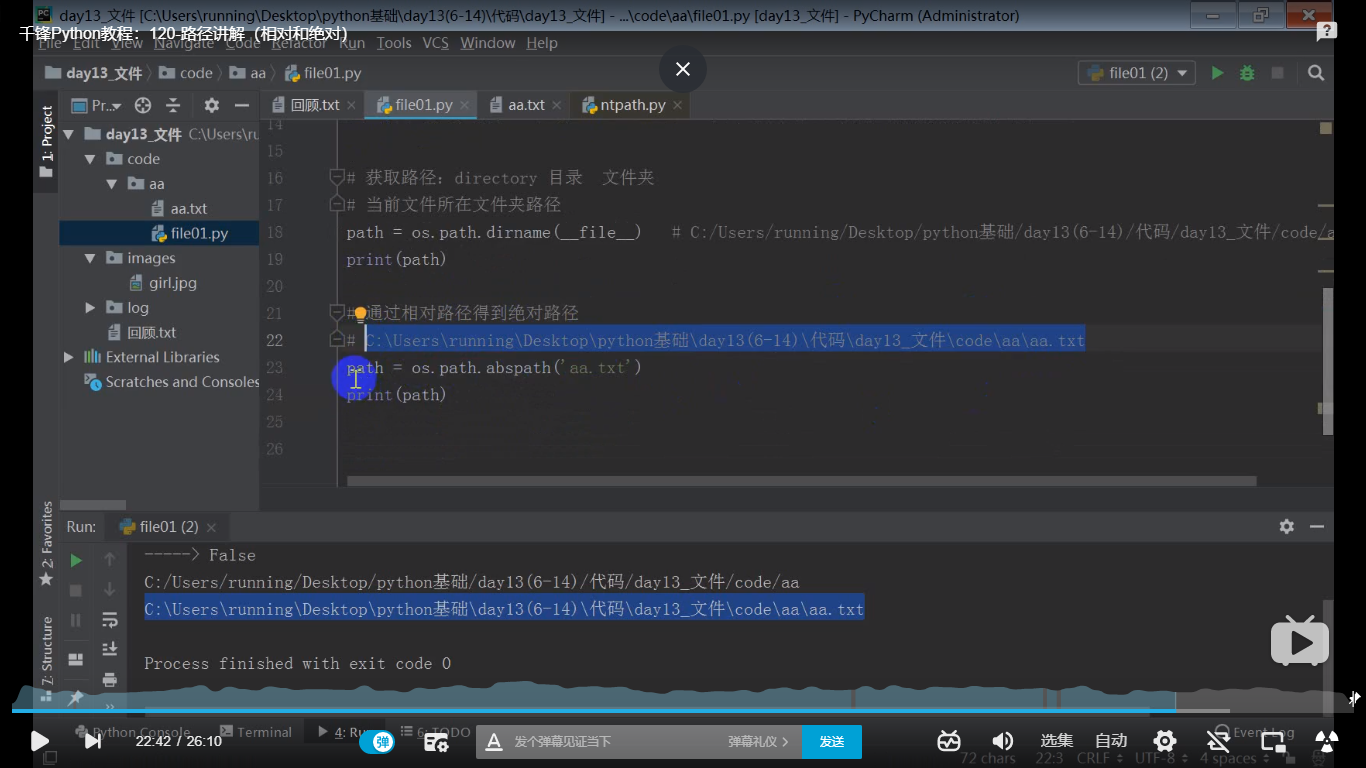 day13_文件 [C:\Users\running\Desktop\python基础\day13(6-14)\代码\day13_文件] - ...\code\aa\file01.py [day13_文件] - PyCharm (Administrator)
千锋Python教程：120-路径讲解（相对和绝对）
File Edit View Navigate Code Refactor Run Tools VCS Window Help
day13_文件 code aa file01.py file01 (2)
1: Project
Pr... 回顾.txt file01.py aa.txt ntpath.py
day13_文件 C:\Users\ru
code
aa
aa.txt
file01.py
images
girl.jpg
log
回顾.txt
External Libraries
Scratches and Consoles
14
15
16 # 获取路径：directory 目录 文件夹
17 # 当前文件所在文件夹路径
18 path = os.path.dirname(__file__) # C:/Users/running/Desktop/python基础/day13(6-14)/代码/day13_文件/code/a
19 print(path)
20
21 # 通过相对路径得到绝对路径
22 # C:\Users\running\Desktop\python基础\day13(6-14)\代码\day13_文件\code\aa\aa.txt
23 path = os.path.abspath('aa.txt')
24 print(path)
25
26
2: Favorites
7: Structure
Run: file01 (2)
-----> False
C:/Users/running/Desktop/python基础/day13(6-14)/代码/day13_文件/code/aa
C:\Users\running\Desktop\python基础\day13(6-14)\代码\day13_文件\code\aa\aa.txt
Process finished with exit code 0
Python Console Terminal 4: Ru 6: TODO Event Log
22:42 / 26:10 弹 发个弹幕见证当下 弹幕礼仪 > 发送 选集 自动
72 chars 22:3 CRLF UTF-8 4 spaces